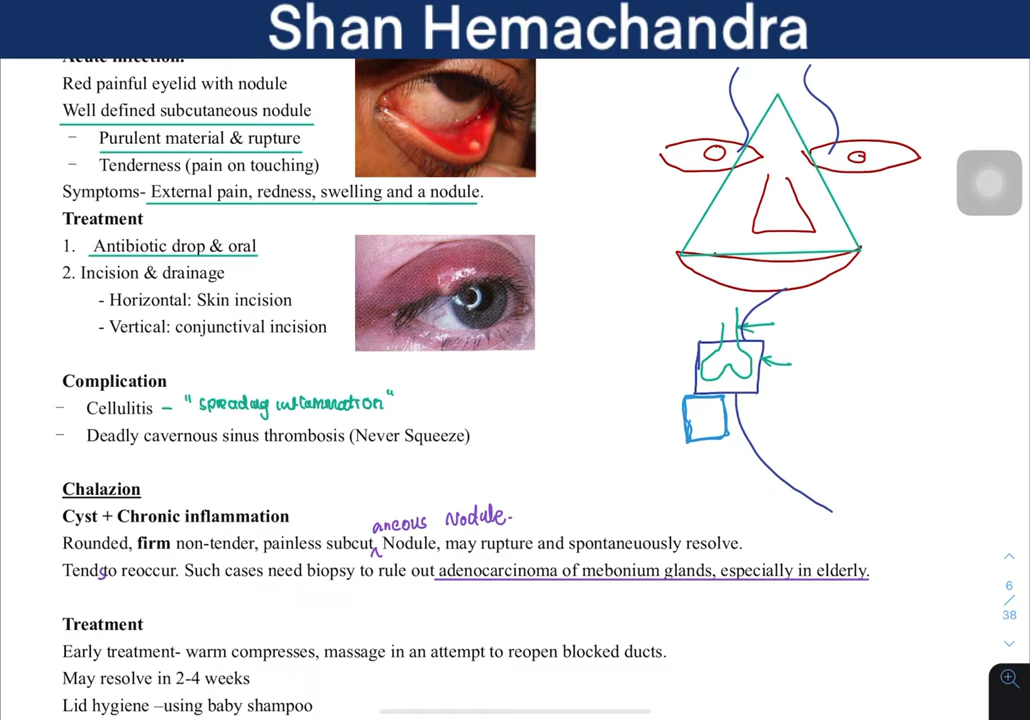 Shan Hemachandra
Acute infection:
Red painful eyelid with nodule
Well defined subcutaneous nodule
– Purulent material & rupture
– Tenderness (pain on touching)
Symptoms- External pain, redness, swelling and a nodule.
Treatment
1. Antibiotic drop & oral
2. Incision & drainage
- Horizontal: Skin incision
- Vertical: conjunctival incision
Complication
– Cellulitis – "spreading inflammation"
– Deadly cavernous sinus thrombosis (Never Squeeze)
Chalazion
Cyst + Chronic inflammation
aneous Nodule.
Rounded, firm non-tender, painless subcut Nodule, may rupture and spontaneuously resolve.
Tends to reoccur. Such cases need biopsy to rule out adenocarcinoma of mebonium glands, especially in elderly.
Treatment
Early treatment- warm compresses, massage in an attempt to reopen blocked ducts.
May resolve in 2-4 weeks
Lid hygiene –using baby shampoo
6
/
38